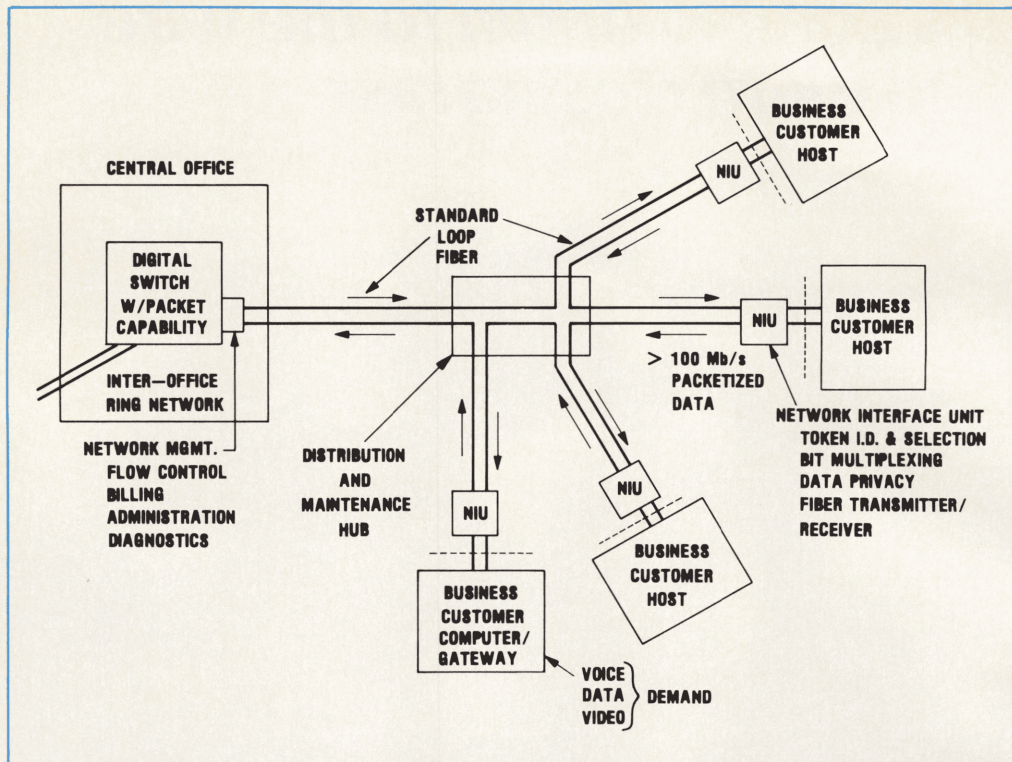 CENTRAL OFFICE
DIGITAL
SWITCH
W/PACKET
CAPABILITY
INTER-OFFICE
RING NETWORK
NETWORK MGMT.
FLOW CONTROL
BILLING
ADMINISTRATION
DIAGNOSTICS
STANDARD
LOOP
FIBER
DISTRIBUTION
AND
MAINTENANCE
HUB
NIU
BUSINESS
CUSTOMER
HOST
NIU
BUSINESS
CUSTOMER
HOST
> 100 Mb/s
PACKETIZED
DATA
NETWORK INTERFACE UNIT
TOKEN I.D. & SELECTION
BIT MULTIPLEXING
DATA PRIVACY
FIBER TRANSMITTER/
RECEIVER
NIU
BUSINESS
CUSTOMER
HOST
NIU
BUSINESS
CUSTOMER
COMPUTER/
GATEWAY
VOICE
DATA
VIDEO
DEMAND